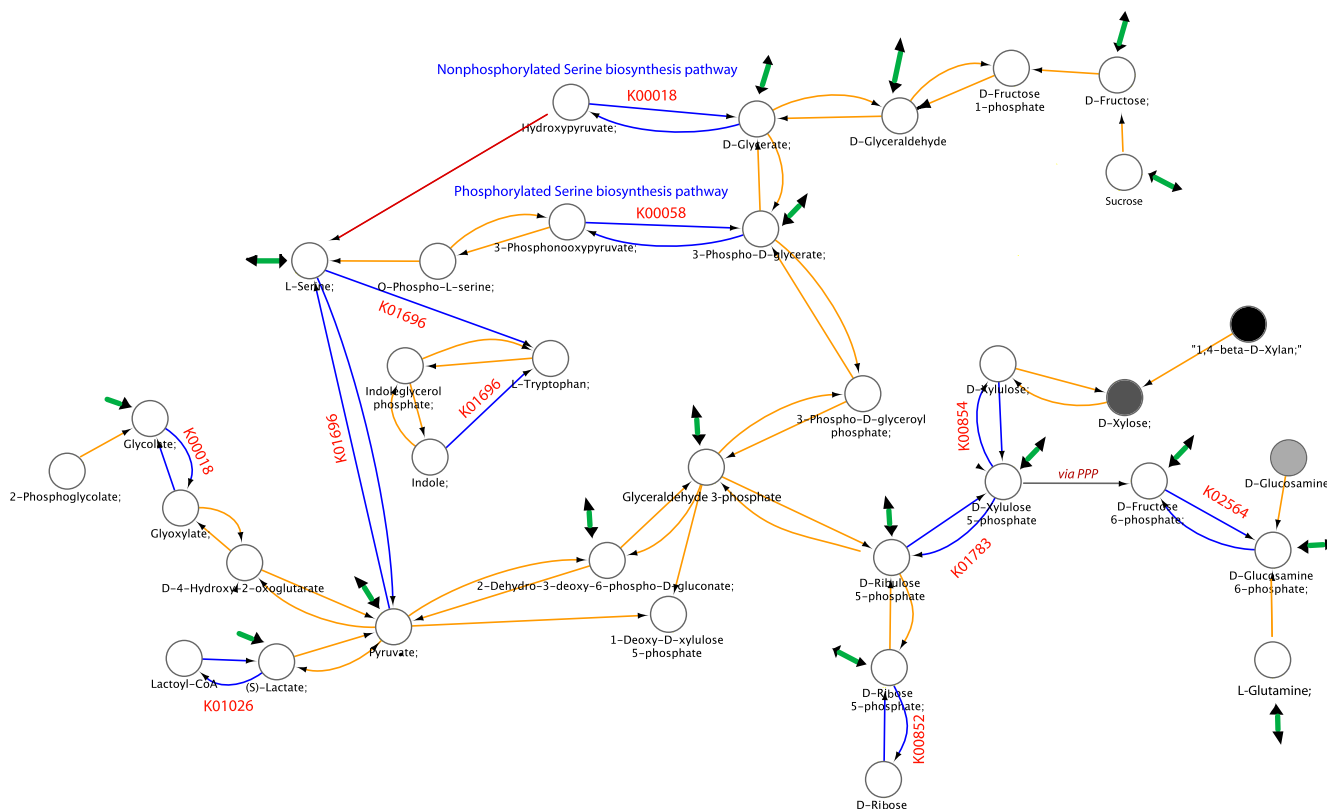 Nonphosphorylated Serine biosynthesis pathway
K00018
Hydroxypyruvate;
D-Glycerate;
D-Glyceraldehyde
D-Fructose
1-phosphate
D-Fructose;
Sucrose
Phosphorylated Serine biosynthesis pathway
K00058
3-Phosphonooxypyruvate;
3-Phospho-D-glycerate;
L-Serine;
O-Phospho-L-serine;
K01696
Indoleglycerol
phosphate;
L-Tryptophan;
K01696
Indole;
K01696
"1,4-beta-D-Xylan;"
D-Xylulose;
D-Xylose;
K00854
3-Phospho-D-glyceroyl
phosphate;
Glycolate;
K00018
2-Phosphoglycolate;
Glyoxylate;
Glyceraldehyde 3-phosphate
D-Xylulose
5-phosphate
via PPP
D-Fructose
6-phosphate;
K02564
D-Glucosamine
K01783
D-Glucosamine
6-phosphate;
D-4-Hydroxy-2-oxoglutarate
2-Dehydro-3-deoxy-6-phospho-D-gluconate;
D-Ribulose
5-phosphate
1-Deoxy-D-xylulose
5-phosphate
Pyruvate;
Lactoyl-CoA
(S)-Lactate;
K01026
D-Ribose
5-phosphate;
L-Glutamine;
K00852
D-Ribose